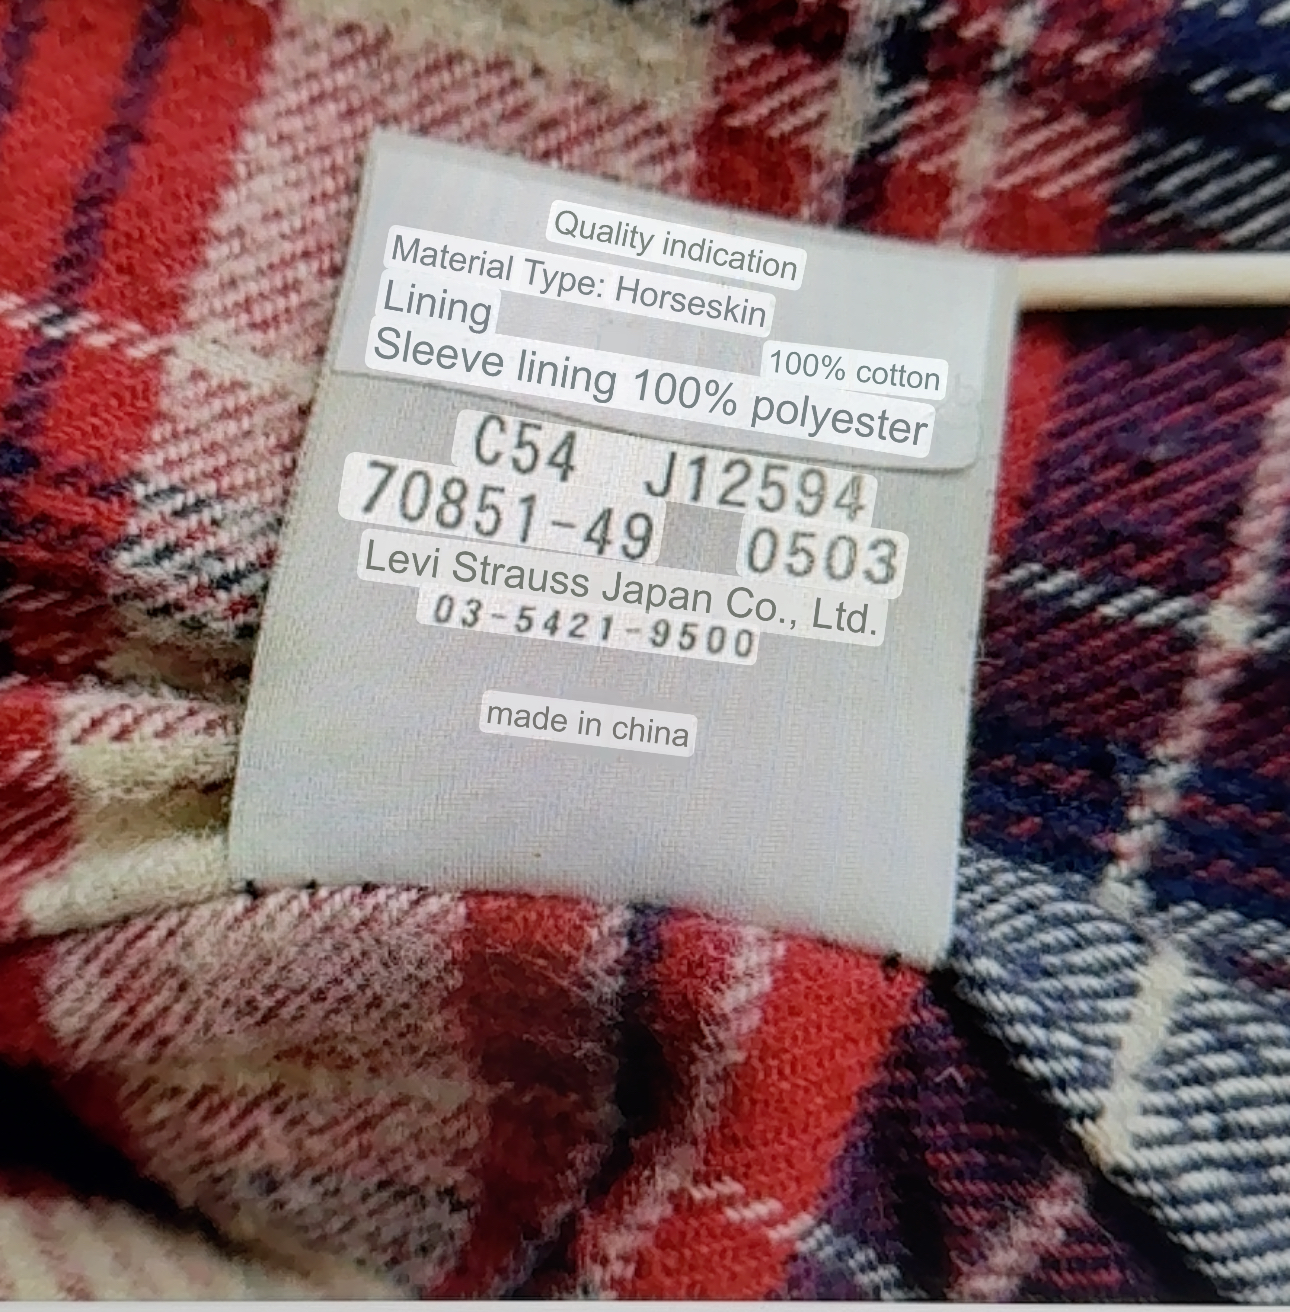 Quality indication
Material Type: Horseskin
Lining 100% cotton
Sleeve lining 100% polyester
C54 J12594
70851-49 0503
Levi Strauss Japan Co., Ltd.
03-5421-9500
made in china